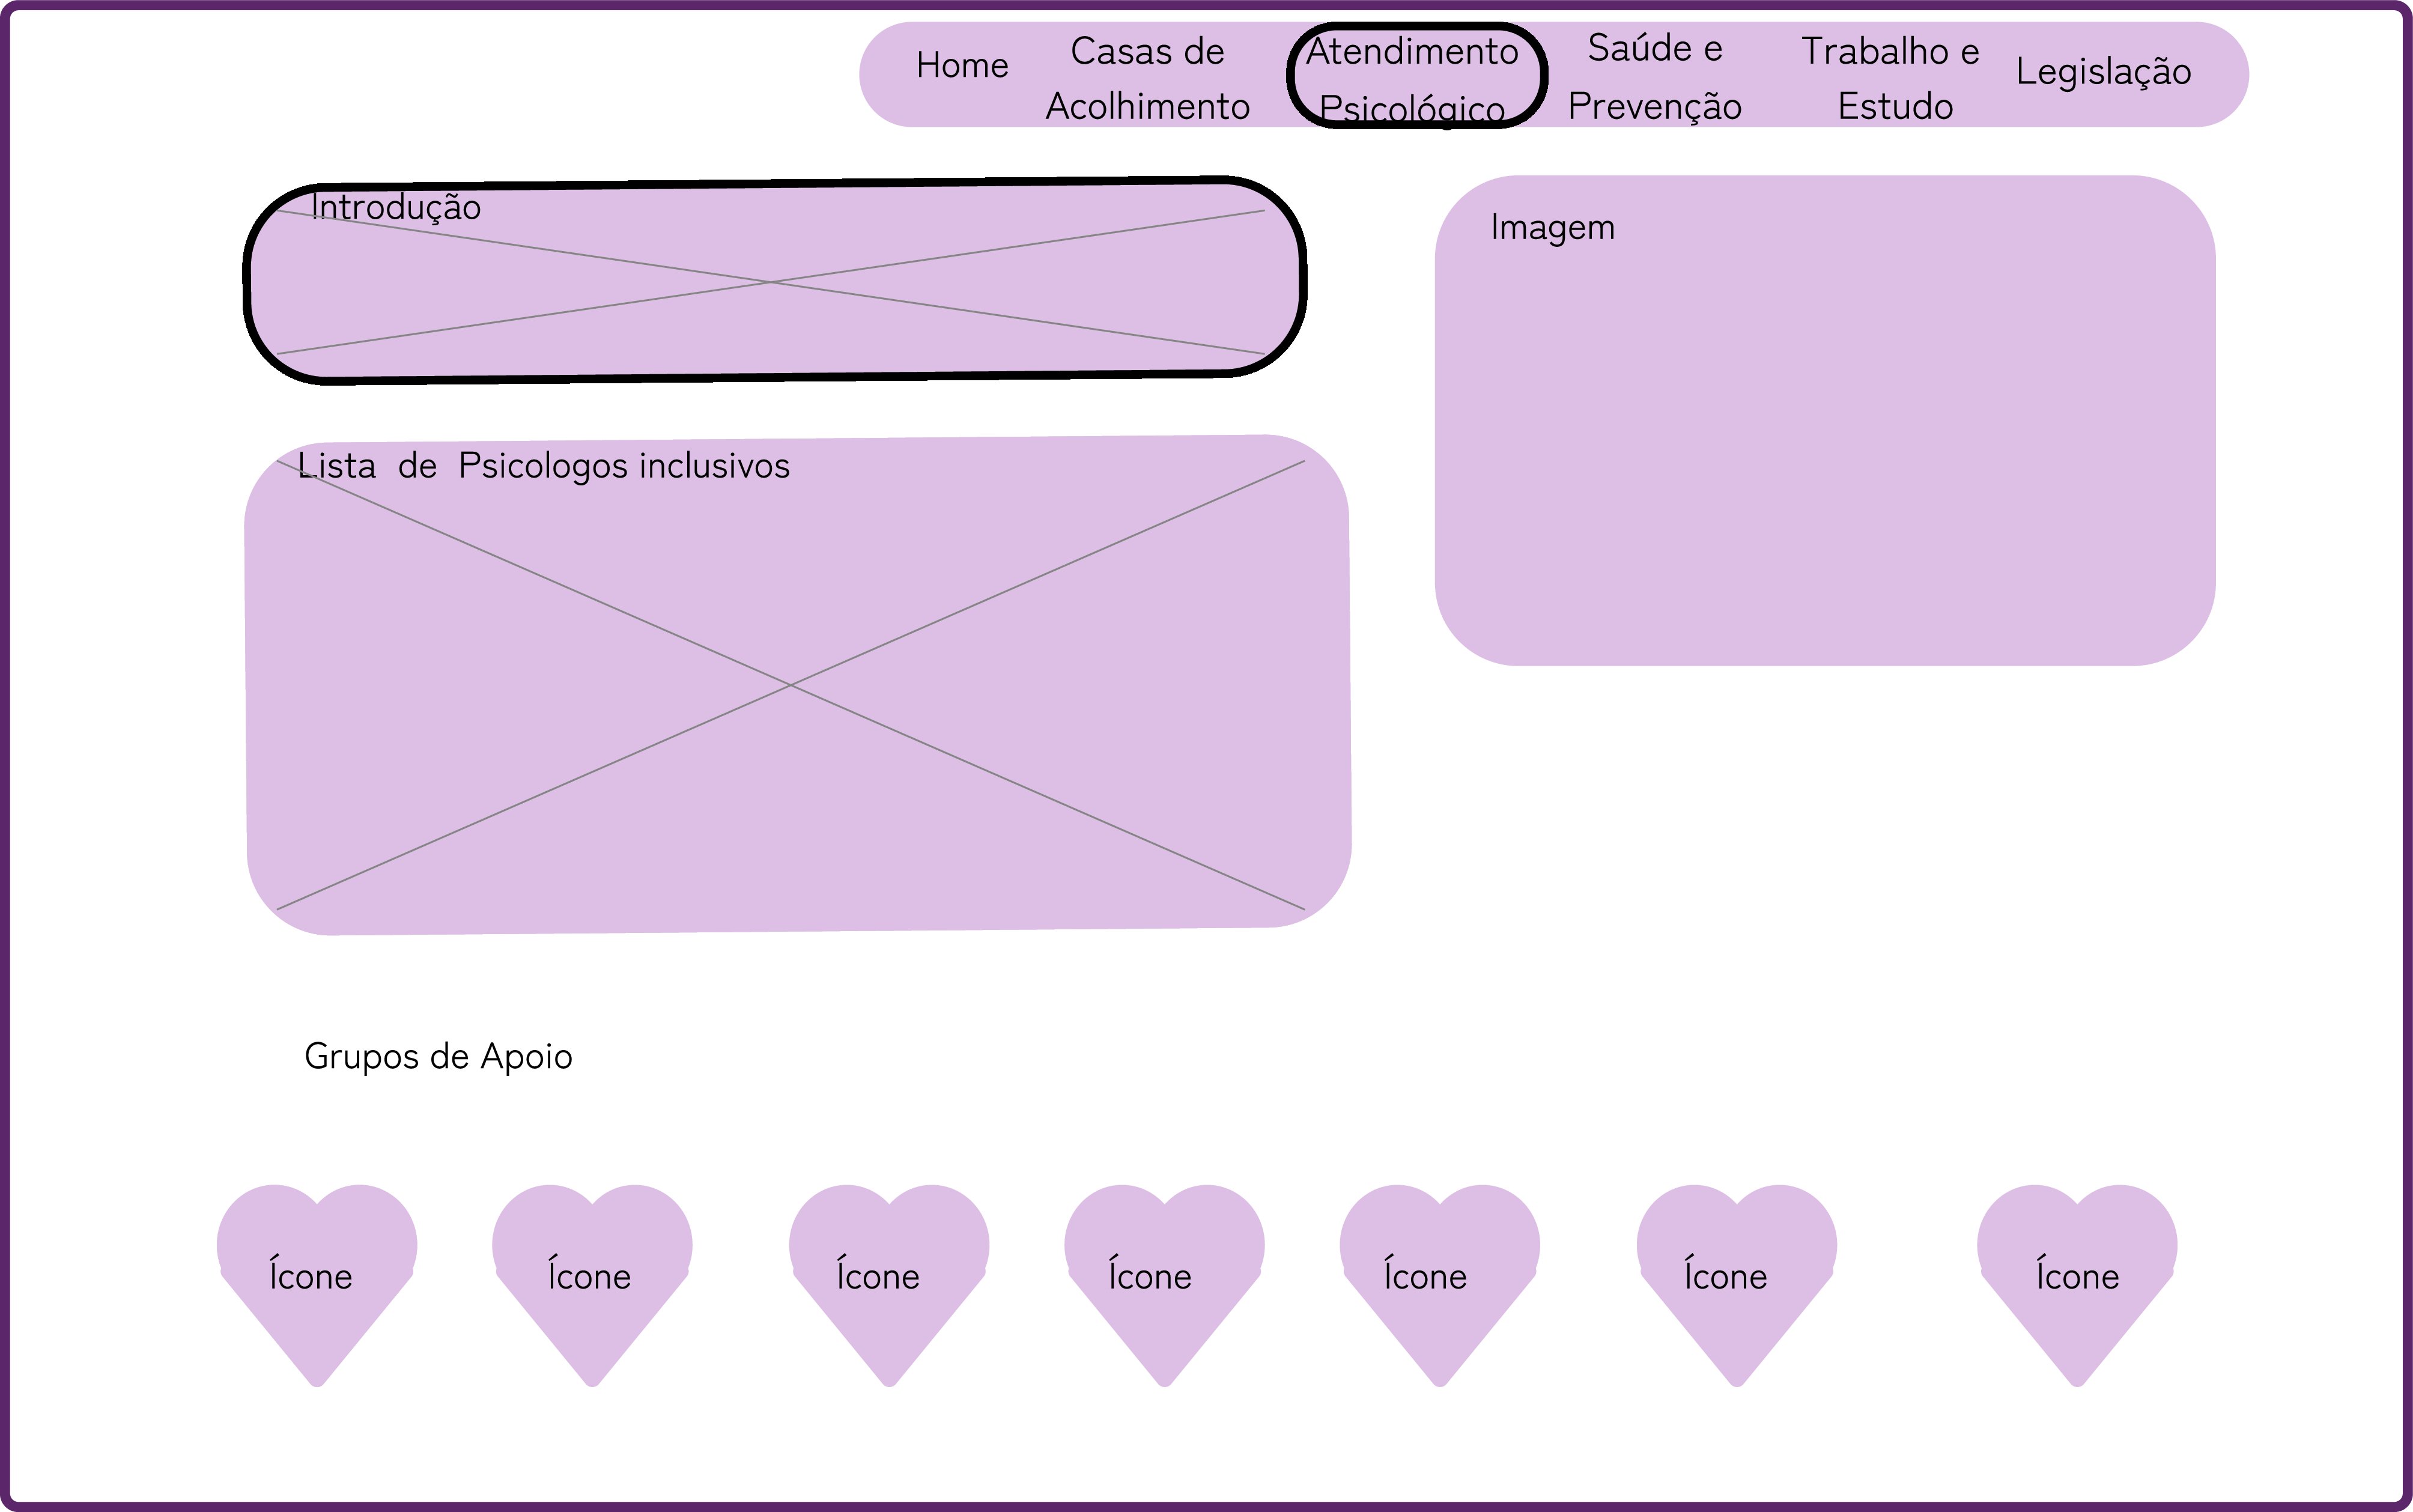 Home
Casas de
Acolhimento
Atendimento
Psicológico
Saúde e
Prevenção
Trabalho e
Estudo
Legislação
Introdução
Imagem
Lista de Psicologos inclusivos
Grupos de Apoio
Ícone
Ícone
Ícone
Ícone
Ícone
Ícone
Ícone